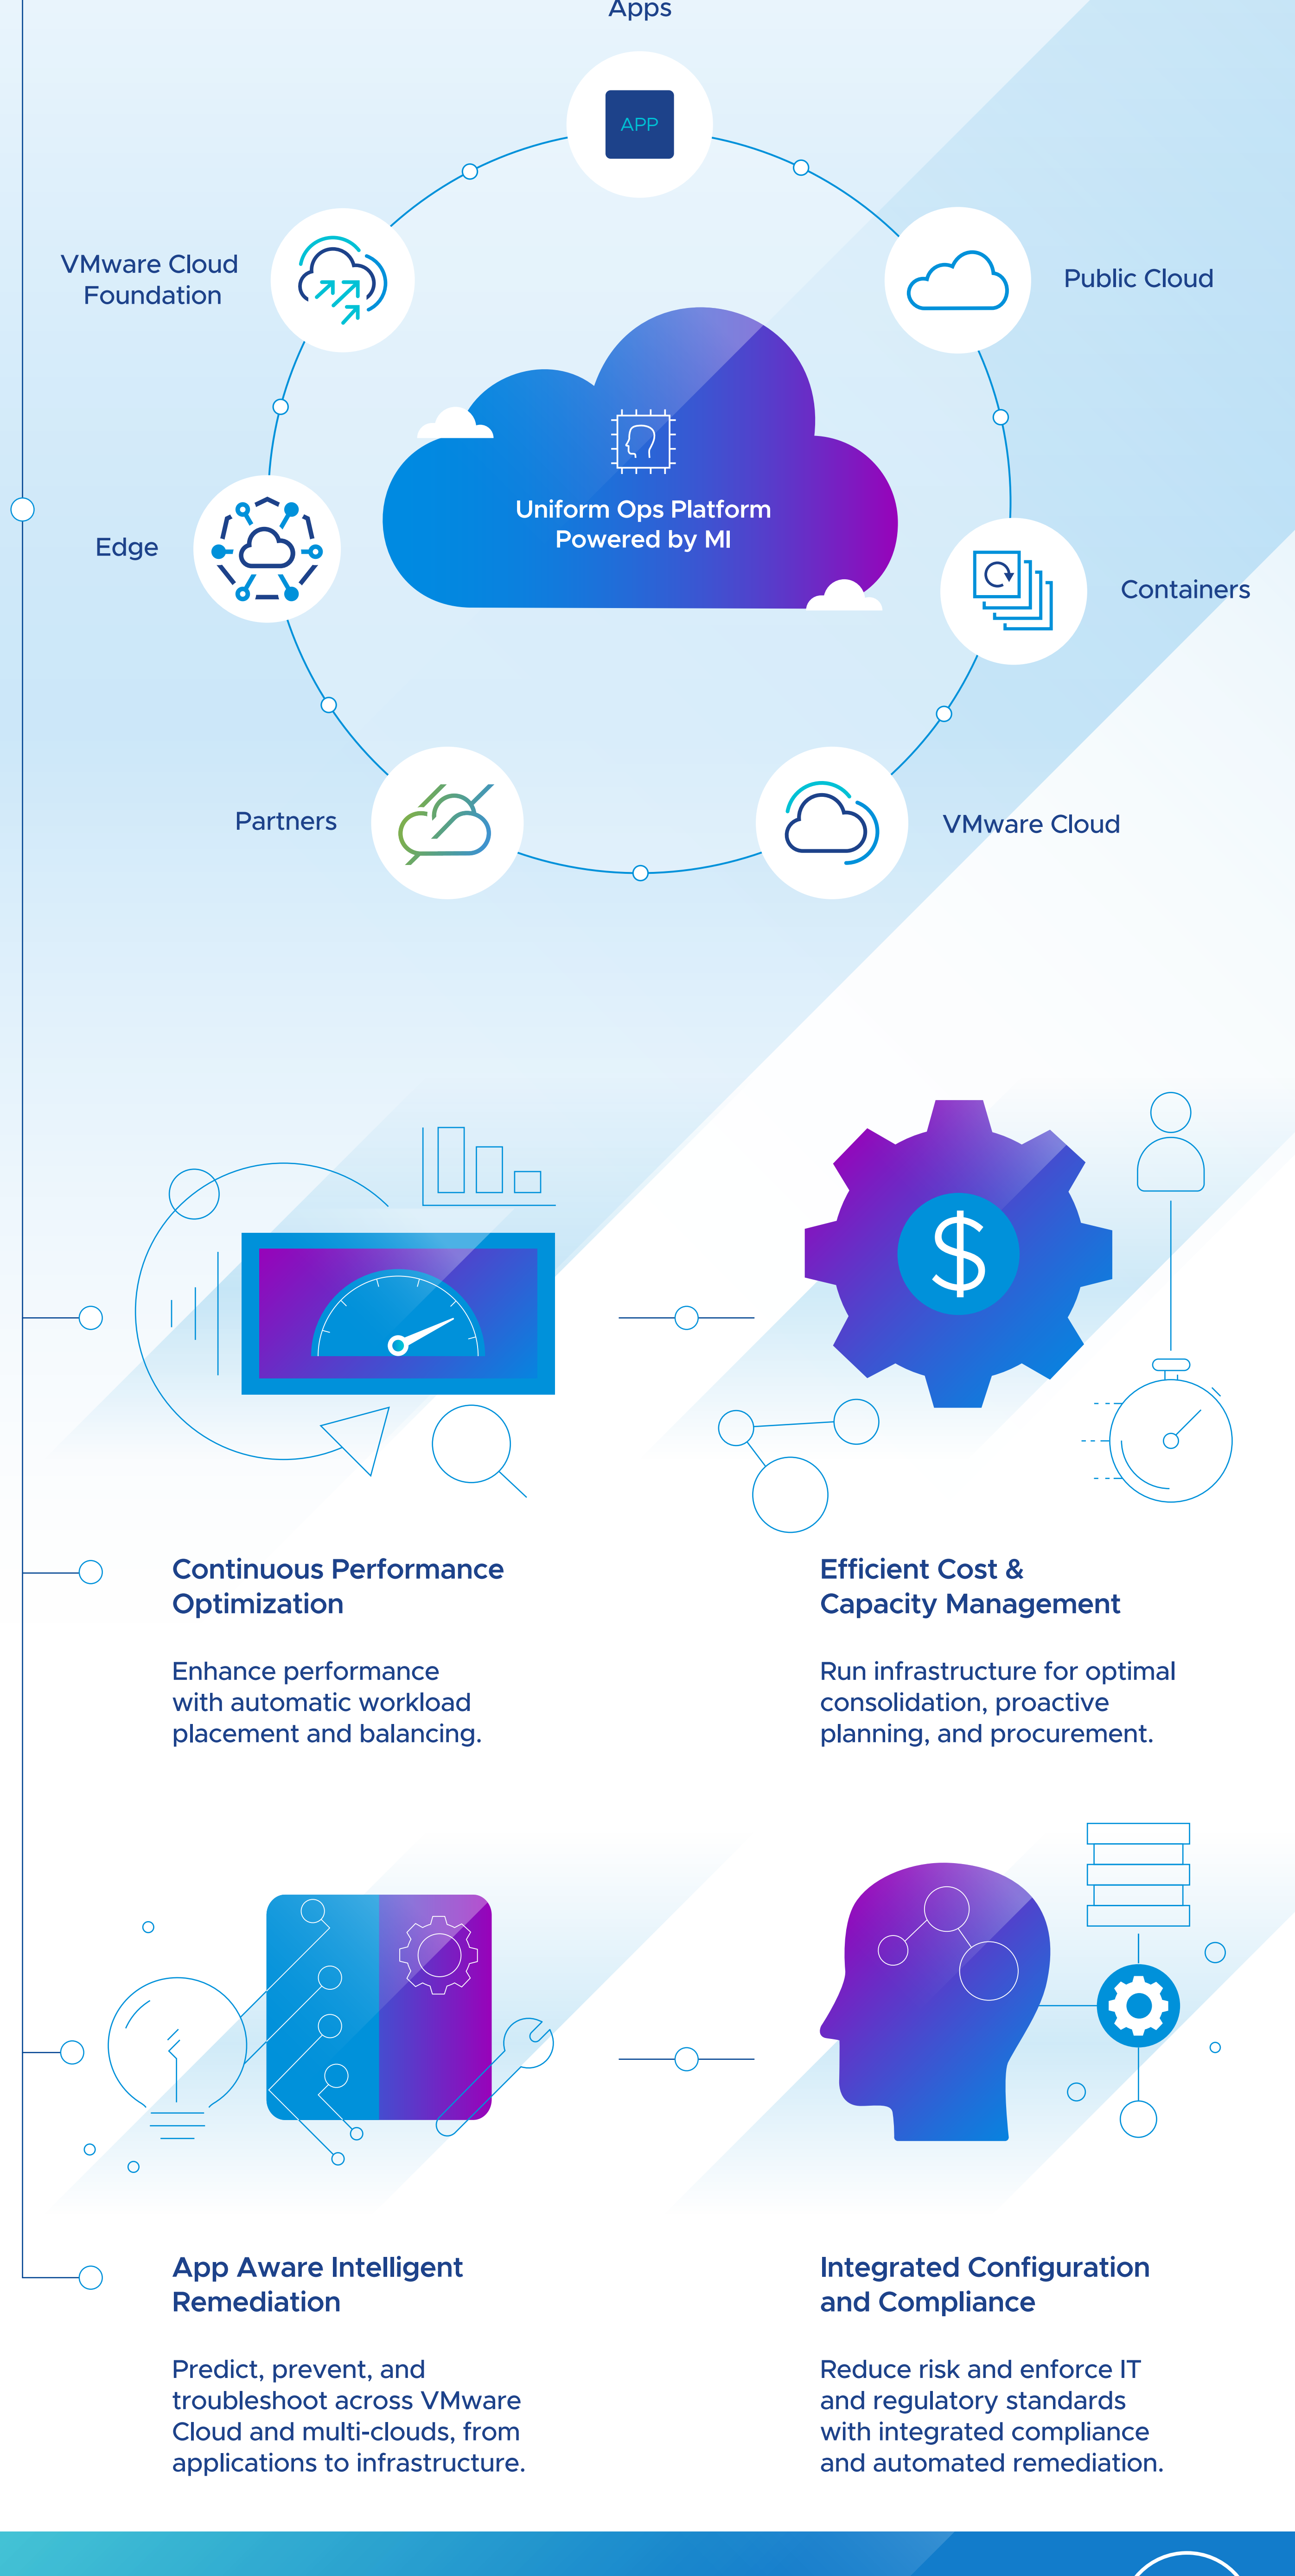 Apps
APP
VMware Cloud
Foundation
Public Cloud
Uniform Ops Platform
Powered by MI
Edge
Containers
Partners
VMware Cloud
$
Continuous Performance
Optimization
Enhance performance
with automatic workload
placement and balancing.
Efficient Cost &
Capacity Management
Run infrastructure for optimal
consolidation, proactive
planning, and procurement.
App Aware Intelligent
Remediation
Predict, prevent, and
troubleshoot across VMware
Cloud and multi-clouds, from
applications to infrastructure.
Integrated Configuration
and Compliance
Reduce risk and enforce IT
and regulatory standards
with integrated compliance
and automated remediation.